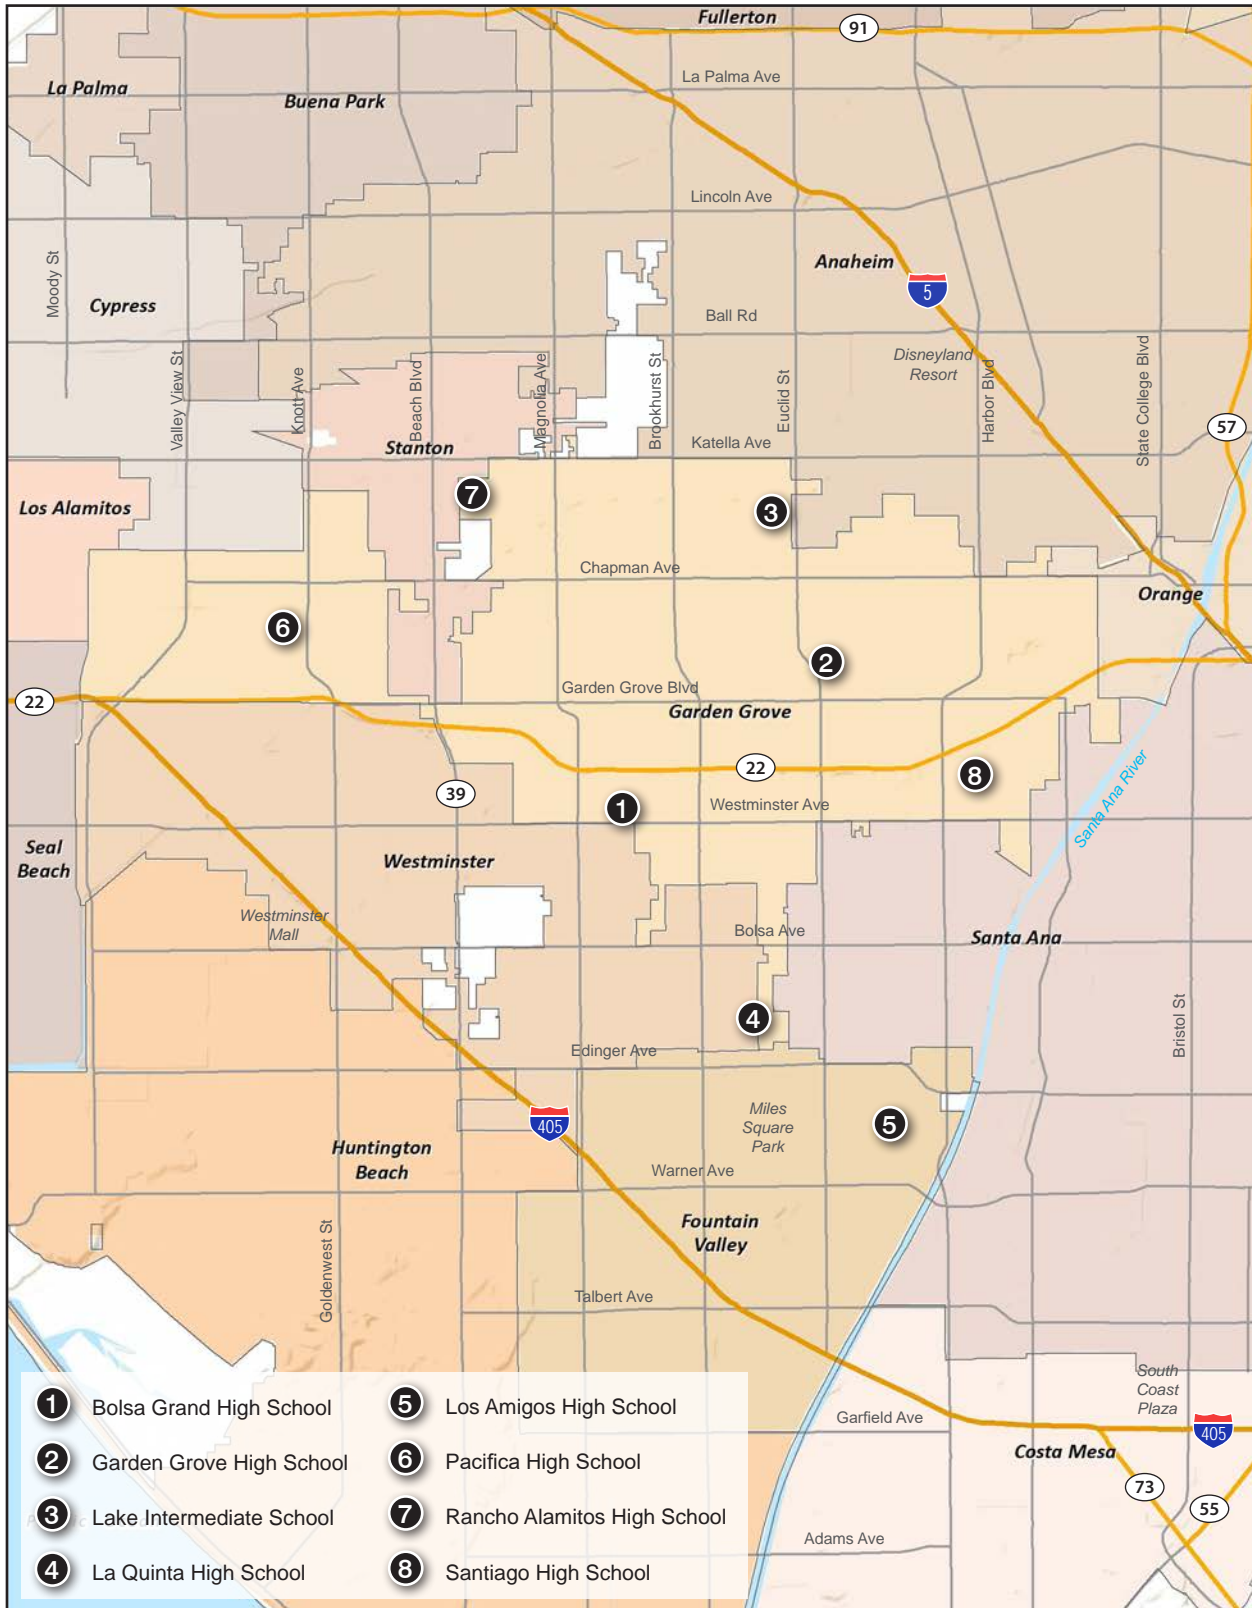 Fullerton
91
La Palma
La Palma Ave
Buena Park
Lincoln Ave
Moody St
Anaheim
5
Cypress
Ball Rd
Disneyland
Resort
Valley View St
Knott Ave
Beach Blvd
Magnolia Ave
Brookhurst St
Euclid St
Harbor Blvd
State College Blvd
57
Stanton
Katella Ave
Los Alamitos
7
3
Chapman Ave
Orange
6
2
22
Garden Grove Blvd
Garden Grove
22
39
8
1
Westminster Ave
Santa Ana River
Seal
Beach
Westminster
Westminster
Mall
Bolsa Ave
Santa Ana
4
Bristol St
Edinger Ave
405
Miles
Square
Park
5
Huntington
Beach
Warner Ave
Fountain
Valley
Goldenwest St
Talbert Ave
South
Coast
Plaza
Garfield Ave
405
Costa Mesa
73
55
Adams Ave
1 Bolsa Grand High School
2 Garden Grove High School
3 Lake Intermediate School
4 La Quinta High School
5 Los Amigos High School
6 Pacifica High School
7 Rancho Alamitos High School
8 Santiago High School